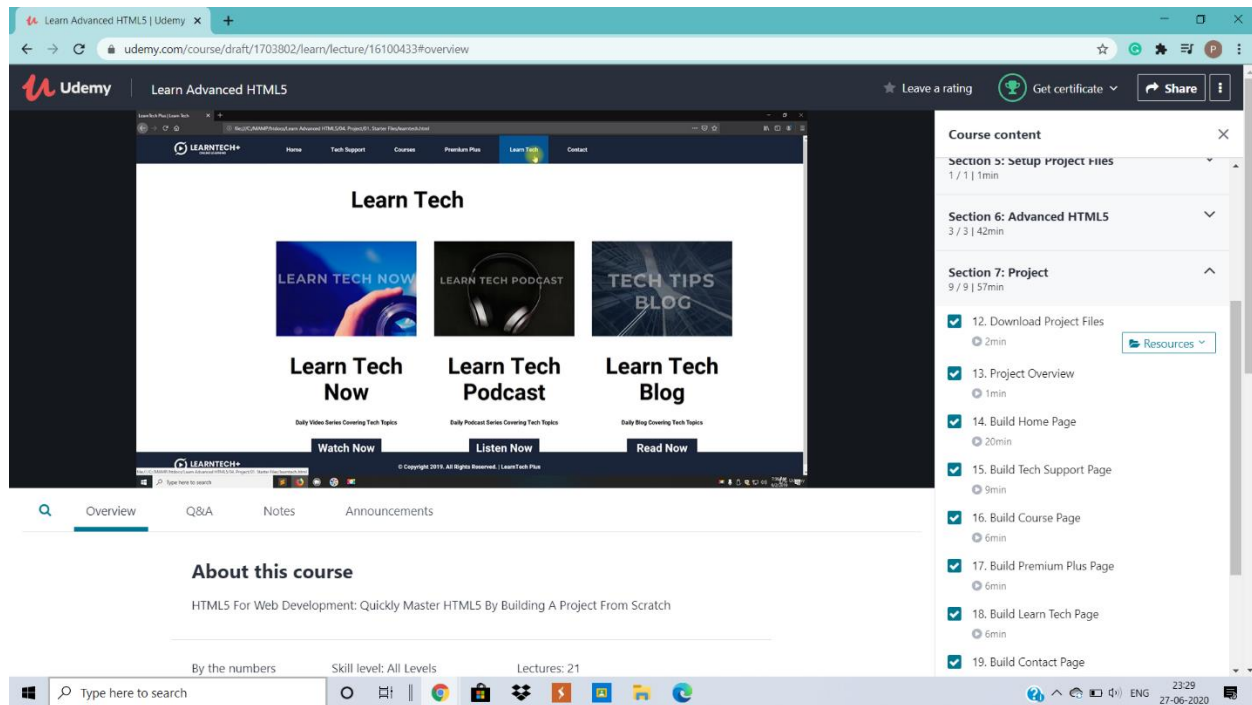 Learn Advanced HTML5 | Udemy
udemy.com/course/draft/1703802/learn/lecture/16100433#overview
P
Udemy
Learn Advanced HTML5
Leave a rating
Get certificate
Share
LEARNTECH+
Home
Tech Support
Courses
Premium Plus
Learn Tech
Contact
Learn Tech
LEARN TECH NOW
LEARN TECH PODCAST
TECH TIPS
BLOG
Learn Tech
Now
Learn Tech
Podcast
Learn Tech
Blog
Daily Video Series Covering Tech Topics
Daily Podcast Series Covering Tech Topics
Daily Blog Covering Tech Topics
Watch Now
Listen Now
Read Now
LEARNTECH+
© Copyright 2019. All Rights Reserved. | LearnTech Plus
Type here to search
Overview
Q&A
Notes
Announcements
About this course
HTML5 For Web Development: Quickly Master HTML5 By Building A Project From Scratch
By the numbers
Skill level: All Levels
Lectures: 21
Course content
Section 5: Setup Project Files
1 / 1 | 1min
Section 6: Advanced HTML5
3 / 3 | 42min
Section 7: Project
9 / 9 | 57min
12. Download Project Files
2min
Resources
13. Project Overview
1min
14. Build Home Page
20min
15. Build Tech Support Page
9min
16. Build Course Page
6min
17. Build Premium Plus Page
6min
18. Build Learn Tech Page
6min
19. Build Contact Page
Type here to search
ENG
23:29
27-06-2020